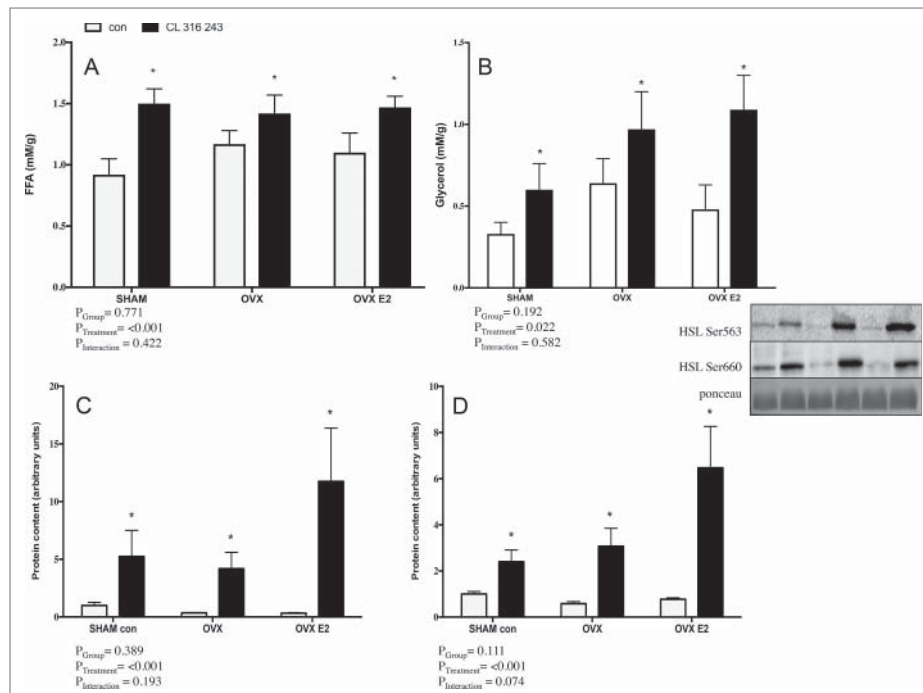 con CL 316 243
A
2.0
1.5
1.0
0.5
0.0
FFA (mM/g)
*
*
*
SHAM OVX OVX E2
PGroup= 0.771
PTreatment= <0.001
PInteraction= 0.422
B
1.5
1.0
0.5
0.0
Glycerol (mM/g)
*
*
*
SHAM OVX OVX E2
PGroup= 0.192
PTreatment= 0.022
PInteraction= 0.582
HSL Ser563
HSL Ser660
ponceau
C
20
15
10
5
0
Protein content (arbitrary units)
*
*
*
SHAM con OVX OVX E2
PGroup= 0.389
PTreatment= <0.001
PInteraction= 0.193
D
8
6
4
2
0
Protein content (arbitrary units)
*
*
*
SHAM con OVX OVX E2
PGroup= 0.111
PTreatment= <0.001
PInteraction= 0.074